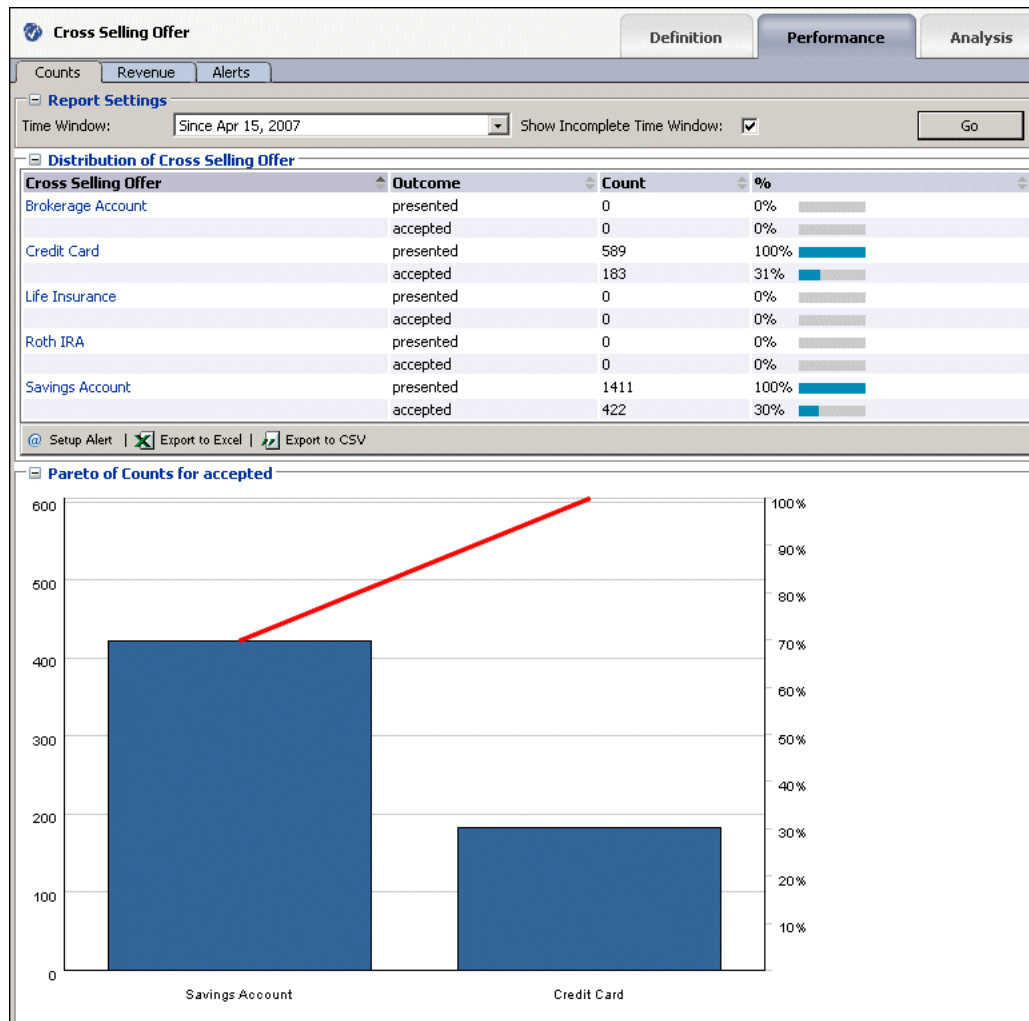 Cross Selling Offer
Definition Performance Analysis
Counts Revenue Alerts
Report Settings
Time Window: Since Apr 15, 2007 Show Incomplete Time Window: Go
Distribution of Cross Selling Offer
Cross Selling Offer Outcome Count %
Brokerage Account presented 0 0%
accepted 0 0%
Credit Card presented 589 100%
accepted 183 31%
Life Insurance presented 0 0%
accepted 0 0%
Roth IRA presented 0 0%
accepted 0 0%
Savings Account presented 1411 100%
accepted 422 30%
@ Setup Alert | Export to Excel | Export to CSV
Pareto of Counts for accepted
600 100%
90%
500
80%
70%
400
60%
300 50%
40%
200
30%
20%
100
10%
0
Savings Account Credit Card